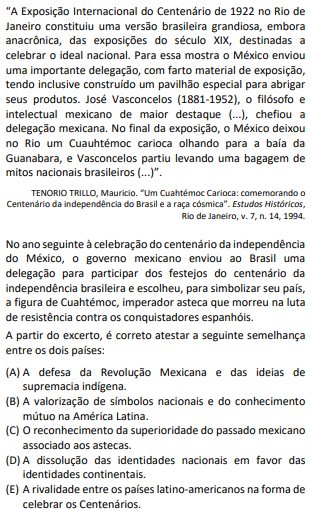 “A Exposição Internacional do Centenário de 1922 no Rio de
Janeiro constituiu uma versão brasileira grandiosa, embora
anacrônica, das exposições do século XIX, destinadas a
celebrar o ideal nacional. Para essa mostra o México enviou
uma importante delegação, com farto material de exposição,
tendo inclusive construído um pavilhão especial para abrigar
seus produtos. José Vasconcelos (1881-1952), o filósofo e
intelectual mexicano de maior destaque (...), chefiou a
delegação mexicana. No final da exposição, o México deixou
no Rio um Cuauhtémoc carioca olhando para a baía da
Guanabara, e Vasconcelos partiu levando uma bagagem de
mitos nacionais brasileiros (...)”.
TENORIO TRILLO, Mauricio. “Um Cuahtémoc Carioca: comemorando o
Centenário da independência do Brasil e a raça cósmica”. Estudos Históricos,
Rio de Janeiro, v. 7, n. 14, 1994.
No ano seguinte à celebração do centenário da independência
do México, o governo mexicano enviou ao Brasil uma
delegação para participar dos festejos do centenário da
independência brasileira e escolheu, para simbolizar seu país,
a figura de Cuauhtémoc, imperador asteca que morreu na luta
de resistência contra os conquistadores espanhóis.
A partir do excerto, é correto atestar a seguinte semelhança
entre os dois países:
(A) A defesa da Revolução Mexicana e das ideias de
supremacia indígena.
(B) A valorização de símbolos nacionais e do conhecimento
mútuo na América Latina.
(C) O reconhecimento da superioridade do passado mexicano
associado aos astecas.
(D) A dissolução das identidades nacionais em favor das
identidades continentais.
(E) A rivalidade entre os países latino-americanos na forma de
celebrar os Centenários.